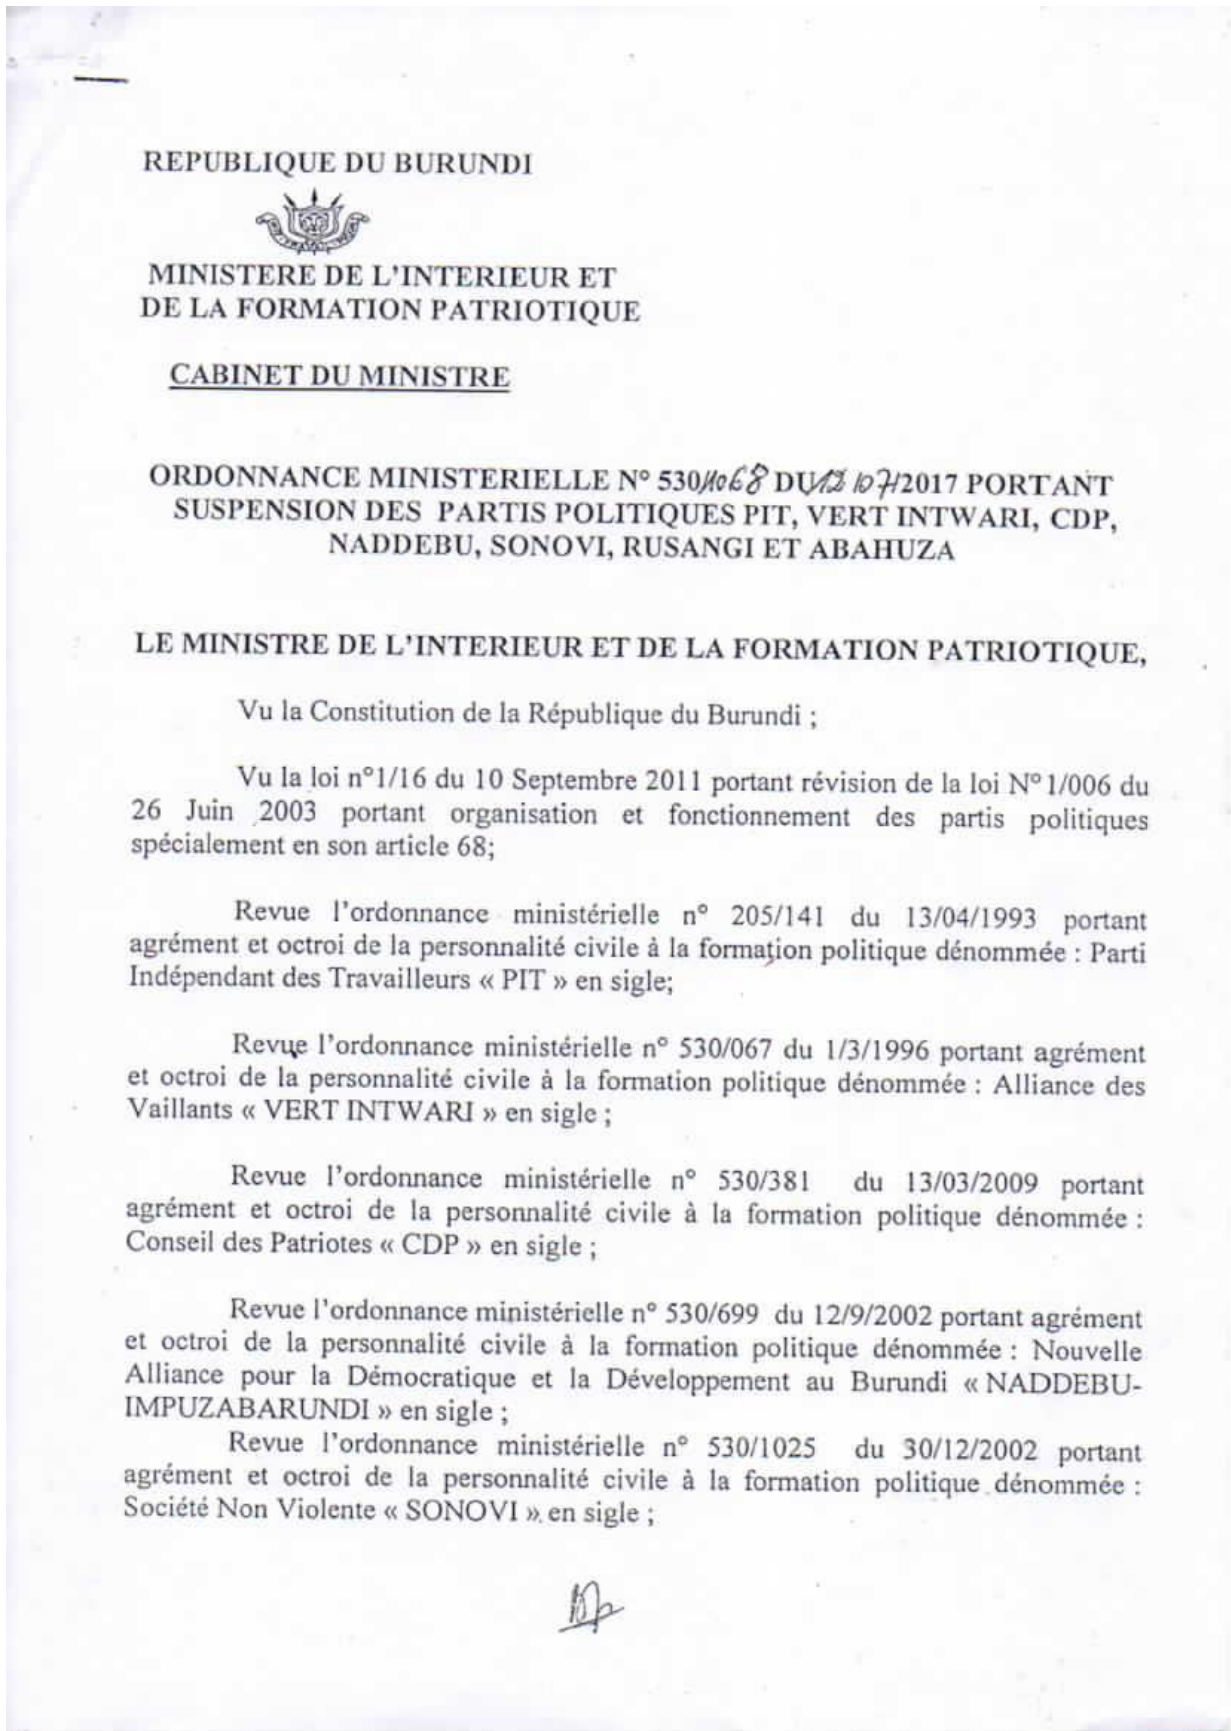 REPUBLIQUE DU BURUNDI
MINISTERE DE L'INTERIEUR ET
DE LA FORMATION PATRIOTIQUE
CABINET DU MINISTRE
ORDONNANCE MINISTERIELLE N° 530/1068 DU 12/07/2017 PORTANT
SUSPENSION DES PARTIS POLITIQUES PIT, VERT INTWARI, CDP,
NADDEBU, SONOVI, RUSANGI ET ABAHUZA
LE MINISTRE DE L'INTERIEUR ET DE LA FORMATION PATRIOTIQUE,
Vu la Constitution de la République du Burundi ;
Vu la loi n°1/16 du 10 Septembre 2011 portant révision de la loi N°1/006 du
26 Juin 2003 portant organisation et fonctionnement des partis politiques
spécialement en son article 68;
Revue l'ordonnance ministérielle n° 205/141 du 13/04/1993 portant
agrément et octroi de la personnalité civile à la formation politique dénommée : Parti
Indépendant des Travailleurs « PIT » en sigle;
Revue l'ordonnance ministérielle n° 530/067 du 1/3/1996 portant agrément
et octroi de la personnalité civile à la formation politique dénommée : Alliance des
Vaillants « VERT INTWARI » en sigle ;
Revue l'ordonnance ministérielle n° 530/381 du 13/03/2009 portant
agrément et octroi de la personnalité civile à la formation politique dénommée :
Conseil des Patriotes « CDP » en sigle ;
Revue l'ordonnance ministérielle n° 530/699 du 12/9/2002 portant agrément
et octroi de la personnalité civile à la formation politique dénommée : Nouvelle
Alliance pour la Démocratique et la Développement au Burundi « NADDEBU-
IMPUZABARUNDI » en sigle ;
Revue l'ordonnance ministérielle n° 530/1025 du 30/12/2002 portant
agrément et octroi de la personnalité civile à la formation politique dénommée :
Société Non Violente « SONOVI » en sigle ;